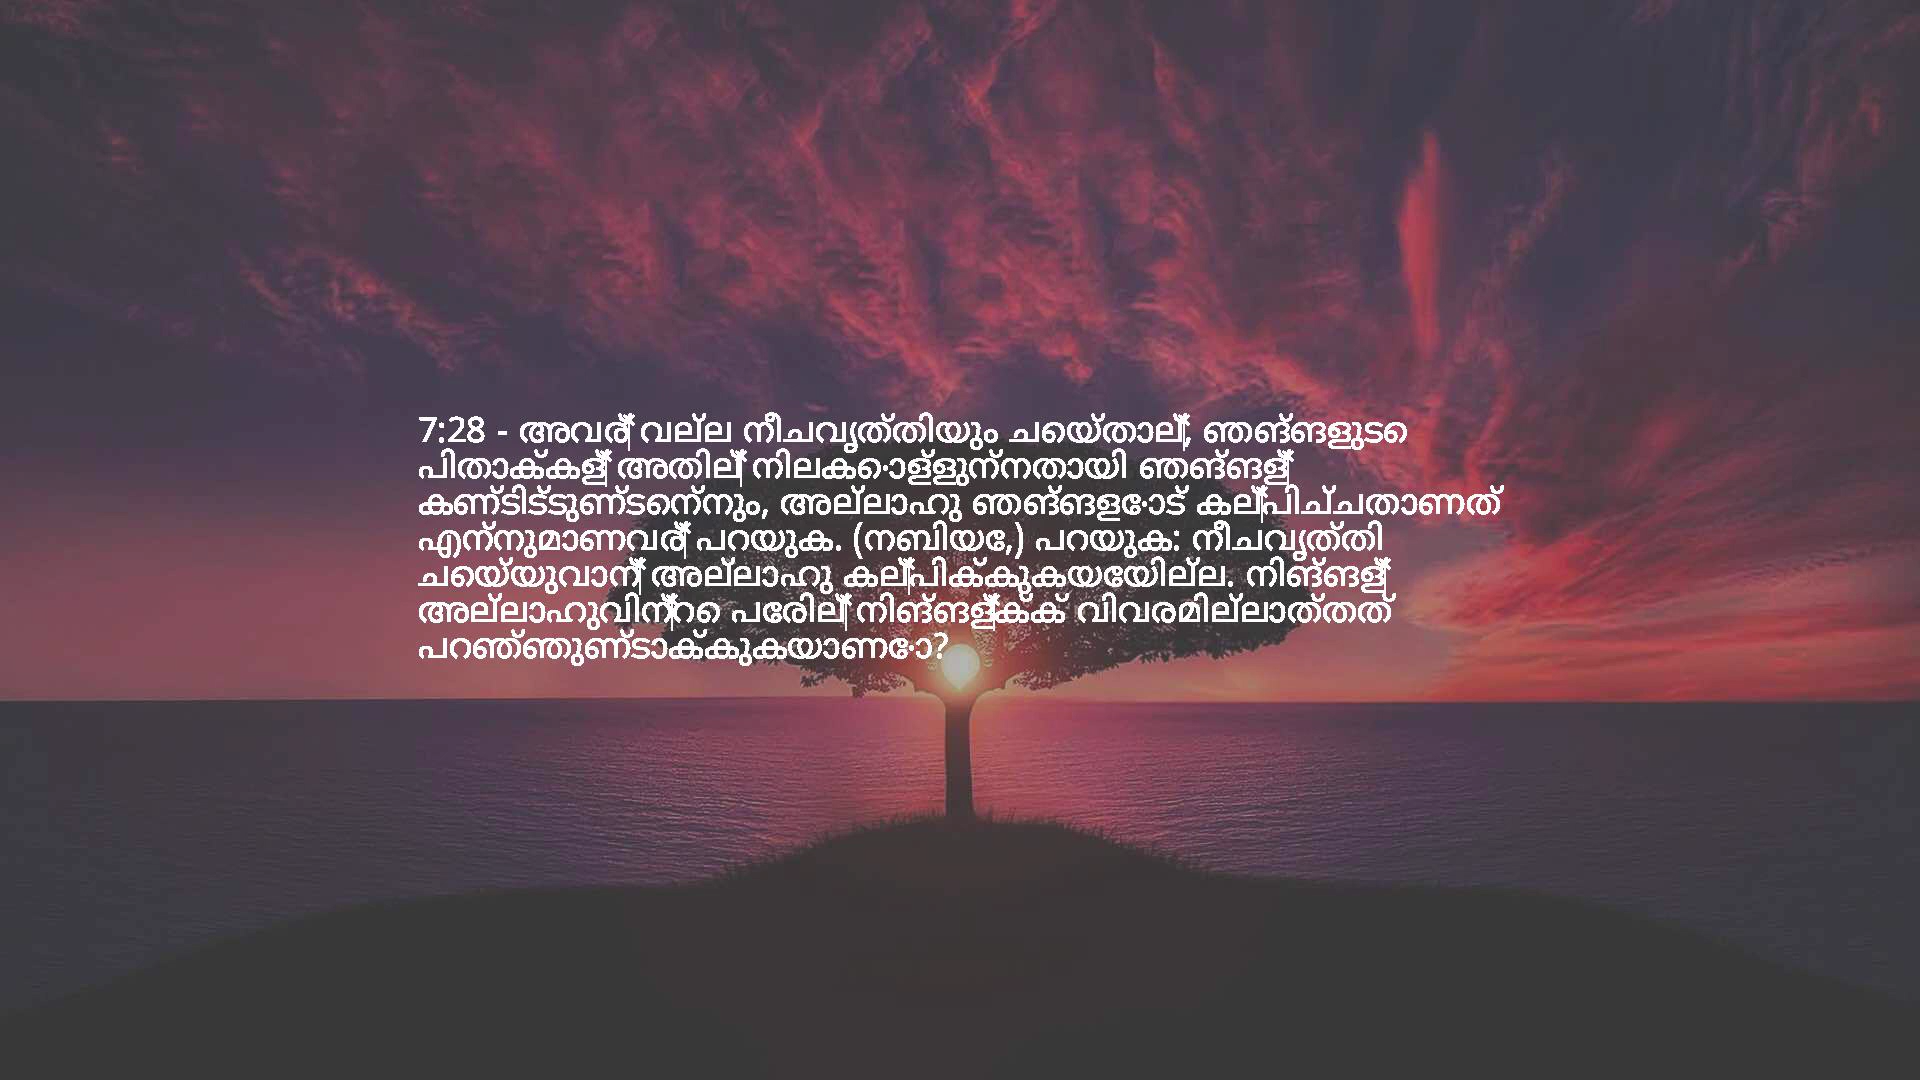 7:28 - അവര്‍ വല്ല നീചവൃത്തിയും ചെയ്താല്‍, ഞങ്ങളുടെ
പിതാക്കള്‍ അതില്‍ നിലകൊള്ളുന്നതായി ഞങ്ങള്‍
കണ്ടിട്ടുണ്ടെന്നും, അല്ലാഹു ഞങ്ങളോട് കല്‍പിച്ചതാണത്
എന്നുമാണവര്‍ പറയുക. (നബിയേ,) പറയുക: നീചവൃത്തി
ചെയ്യുവാന്‍ അല്ലാഹു കല്‍പിക്കുകയേയില്ല. നിങ്ങള്‍
അല്ലാഹുവിന്‍റെ പേരില്‍ നിങ്ങള്‍ക്ക് വിവരമില്ലാത്തത്
പറഞ്ഞുണ്ടാക്കുകയാണോ?